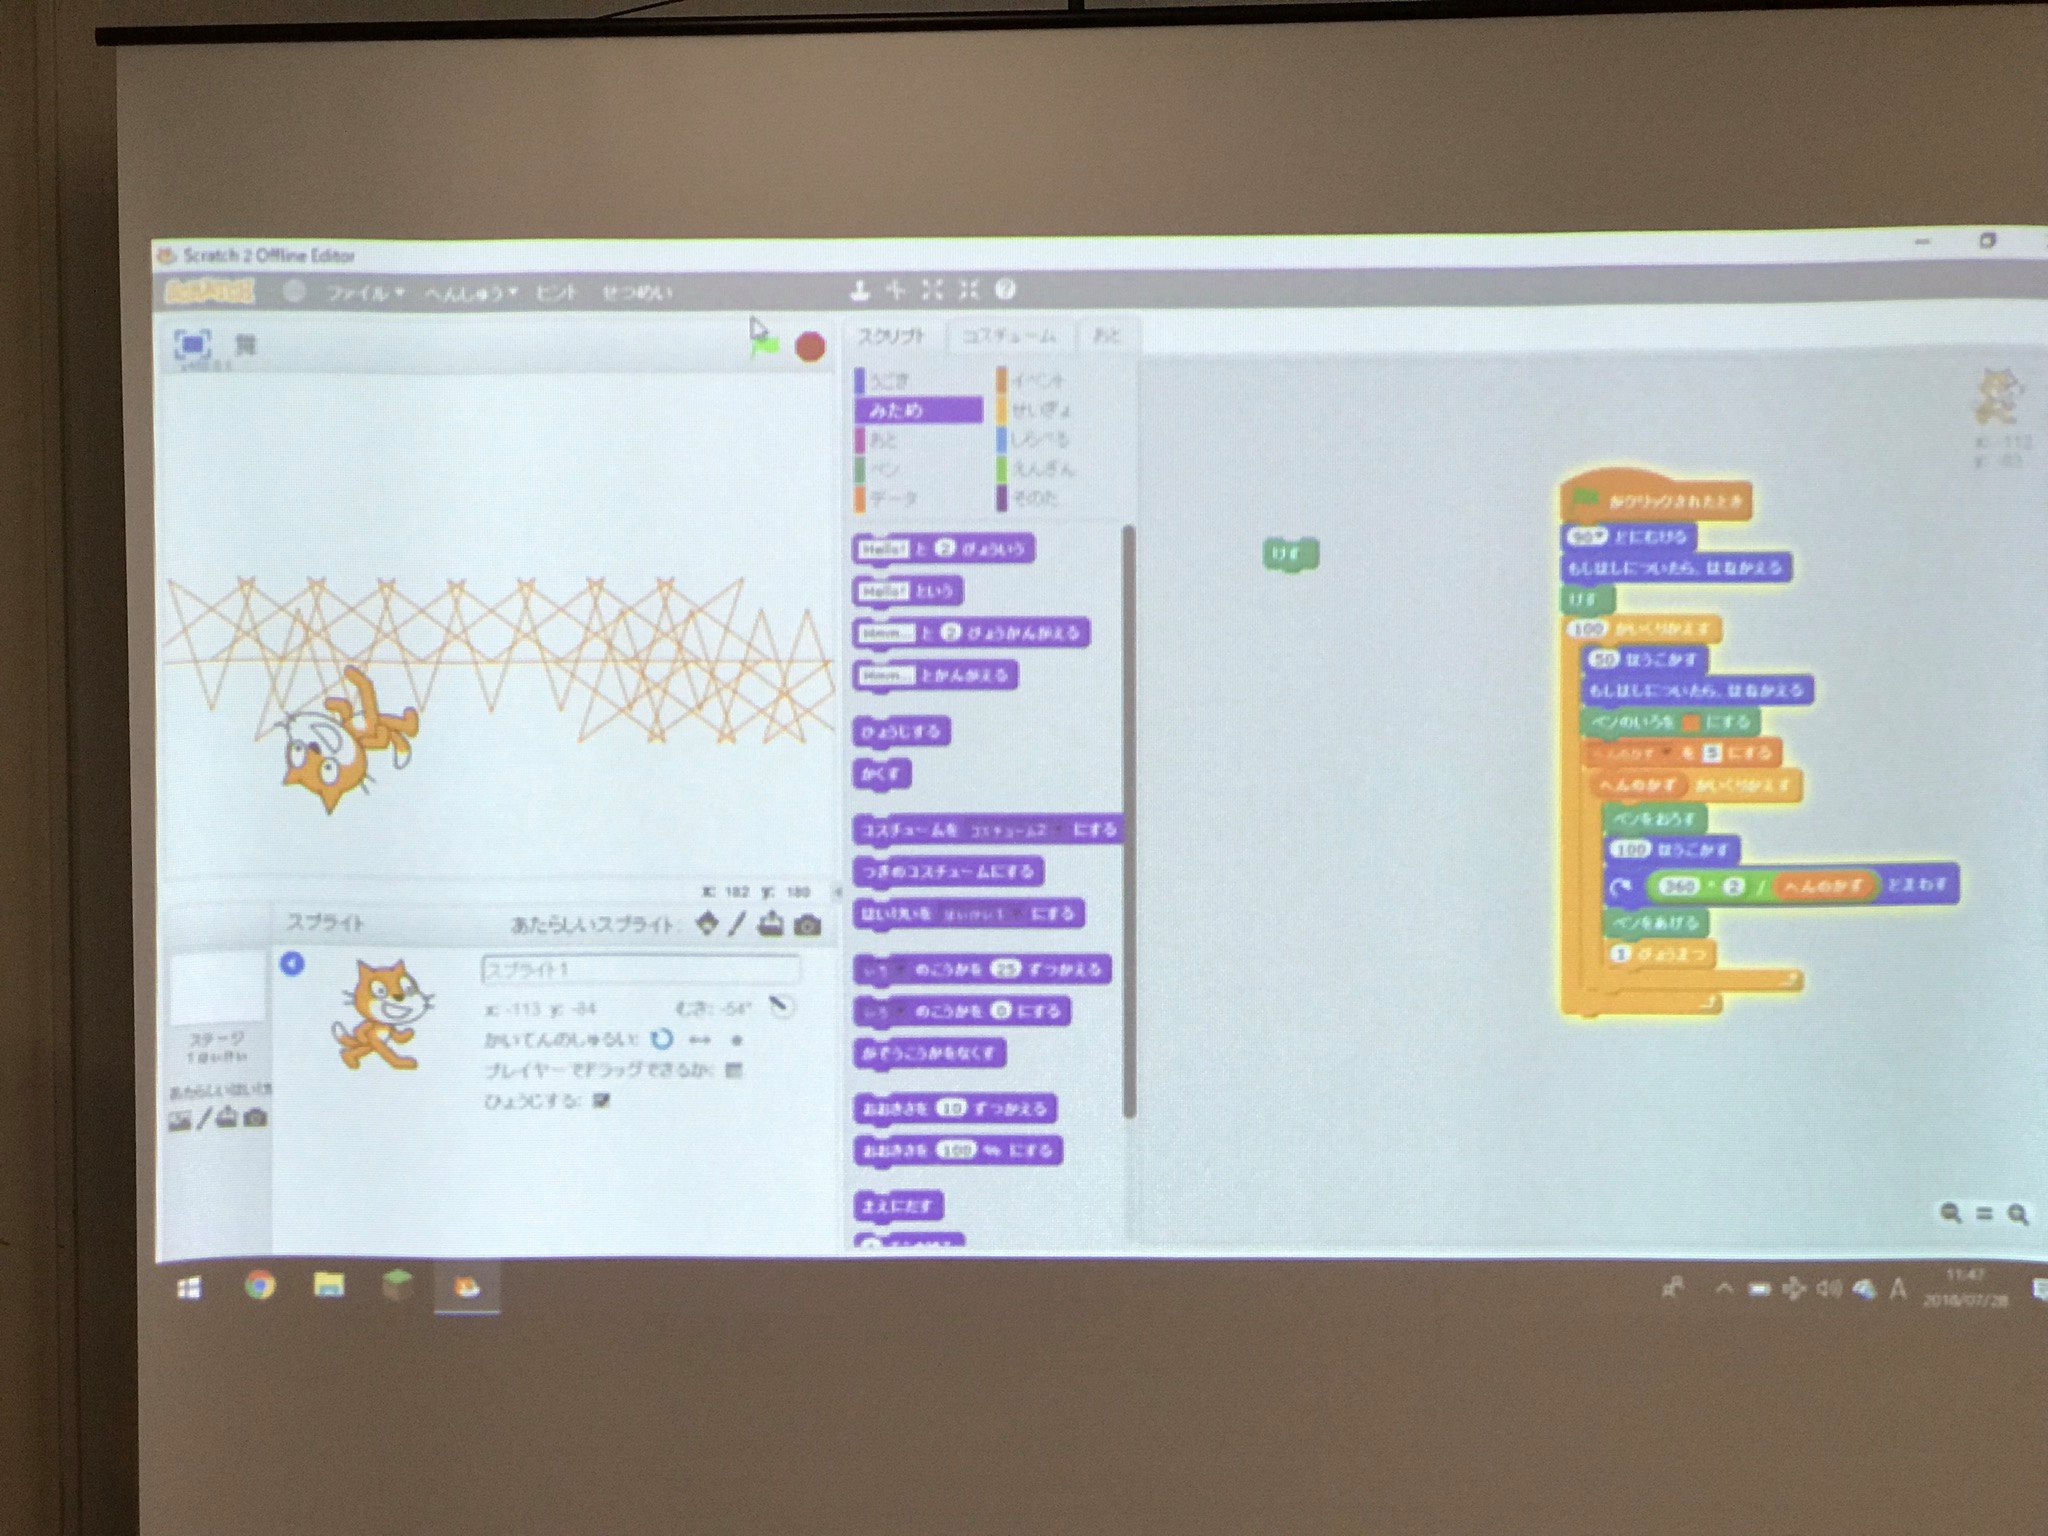 Scratch 2 Offline Editor
ファイル へんしゅう ヒント せつめい
スクリプト コスチューム おと
うごき イベント
みため せいぎょ
おと しらべる
ペン えんざん
データ そのた
Hello! と 2 びょういう
Hello! という
Hmm... と 2 びょうかんがえる
Hmm... とかんがえる
ひょうじする
かくす
コスチュームを コスチューム2 にする
つぎのコスチュームにする
はいけいを はいけい1 にする
いろ のこうかを 25 ずつかえる
いろ のこうかを 0 にする
がぞうこうかをなくす
おおきさを 10 ずつかえる
おおきさを 100 % にする
まえにだす
x: 182 y: 180
スプライト あたらしいスプライト:
スプライト1
x: -113 y: -84 むき: -54°
かいてんのしゅるい:
プレイヤーでドラッグできるか:
ひょうじする:
ステージ
1 はいけい
けす
がクリックされたとき
90 どにむける
もしはしについたら、はねかえる
けす
100 かいくりかえす
50 ほうごかす
もしはしについたら、はねかえる
ペンのいろを にする
へんのかず を 5 にする
へんのかず かいくりかえす
ペンをおろす
100 ほうごかす
360 * 2 / へんのかず どまわす
ペンをあげる
1 びょうまつ
A 11:47
2018/07/28